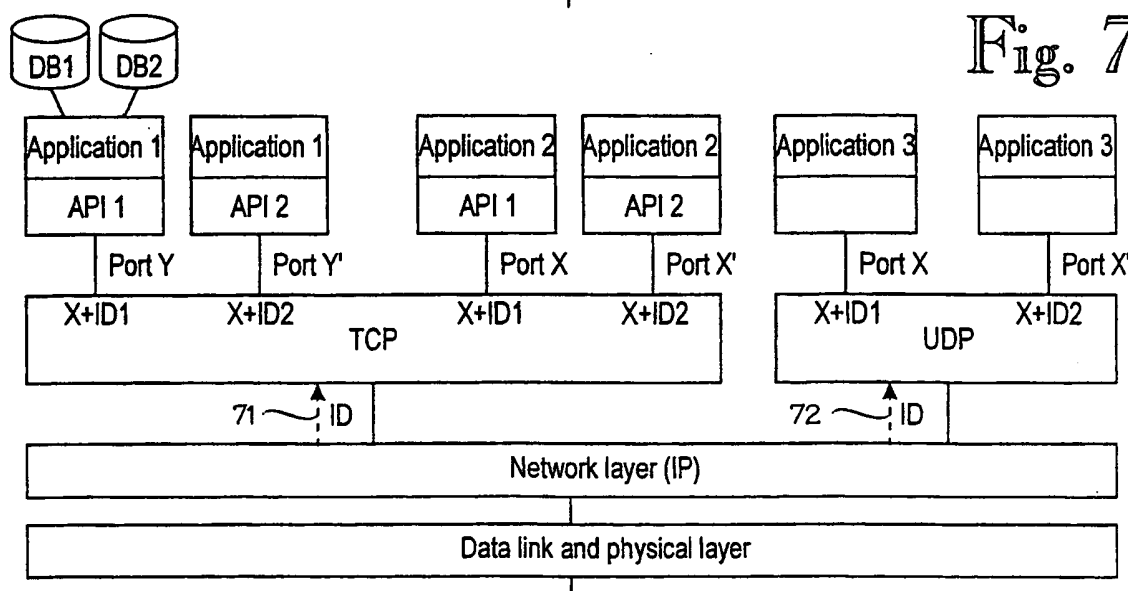 Fig. 7
DB1 DB2
Application 1 Application 1 Application 2 Application 2 Application 3 Application 3
API 1 API 2 API 1 API 2
Port Y Port Y' Port X Port X' Port X Port X'
X+ID1 X+ID2 X+ID1 X+ID2 X+ID1 X+ID2
TCP UDP
71 ID 72 ID
Network layer (IP)
Data link and physical layer